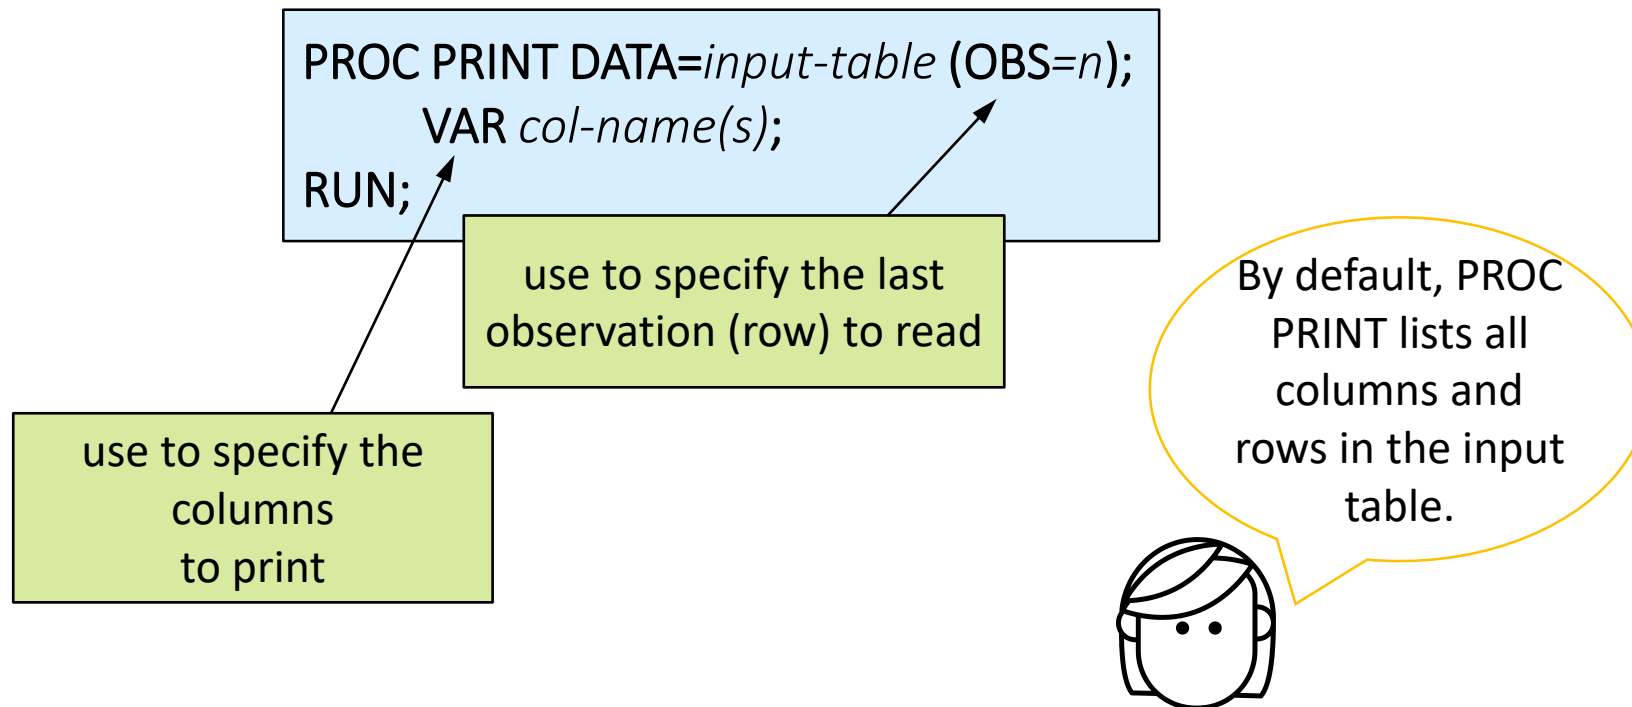 PROC PRINT DATA=input-table (OBS=n);
VAR col-name(s);
RUN;
use to specify the last
observation (row) to read
use to specify the
columns
to print
By default, PROC
PRINT lists all
columns and
rows in the input
table.